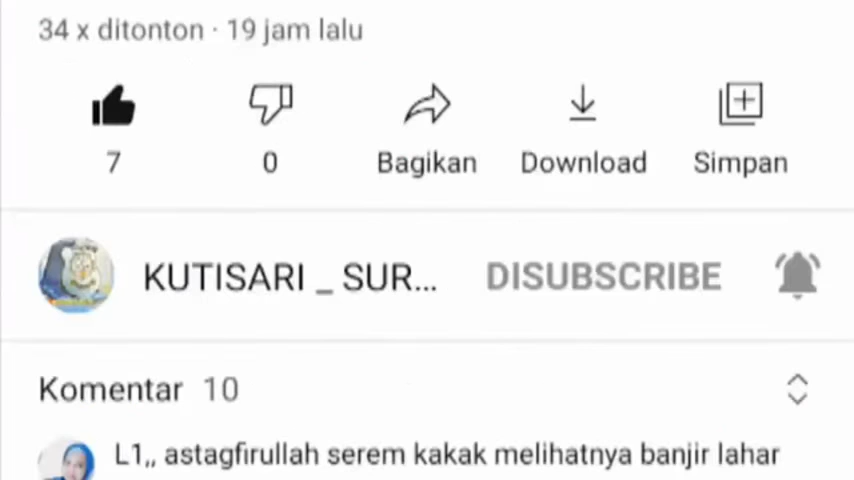 34 x ditonton · 19 jam lalu
7 0 Bagikan Download Simpan
KUTISARI _ SUR... DISUBSCRIBE
Komentar 10
L1,, astagfirullah serem kakak melihatnya banjir lahar